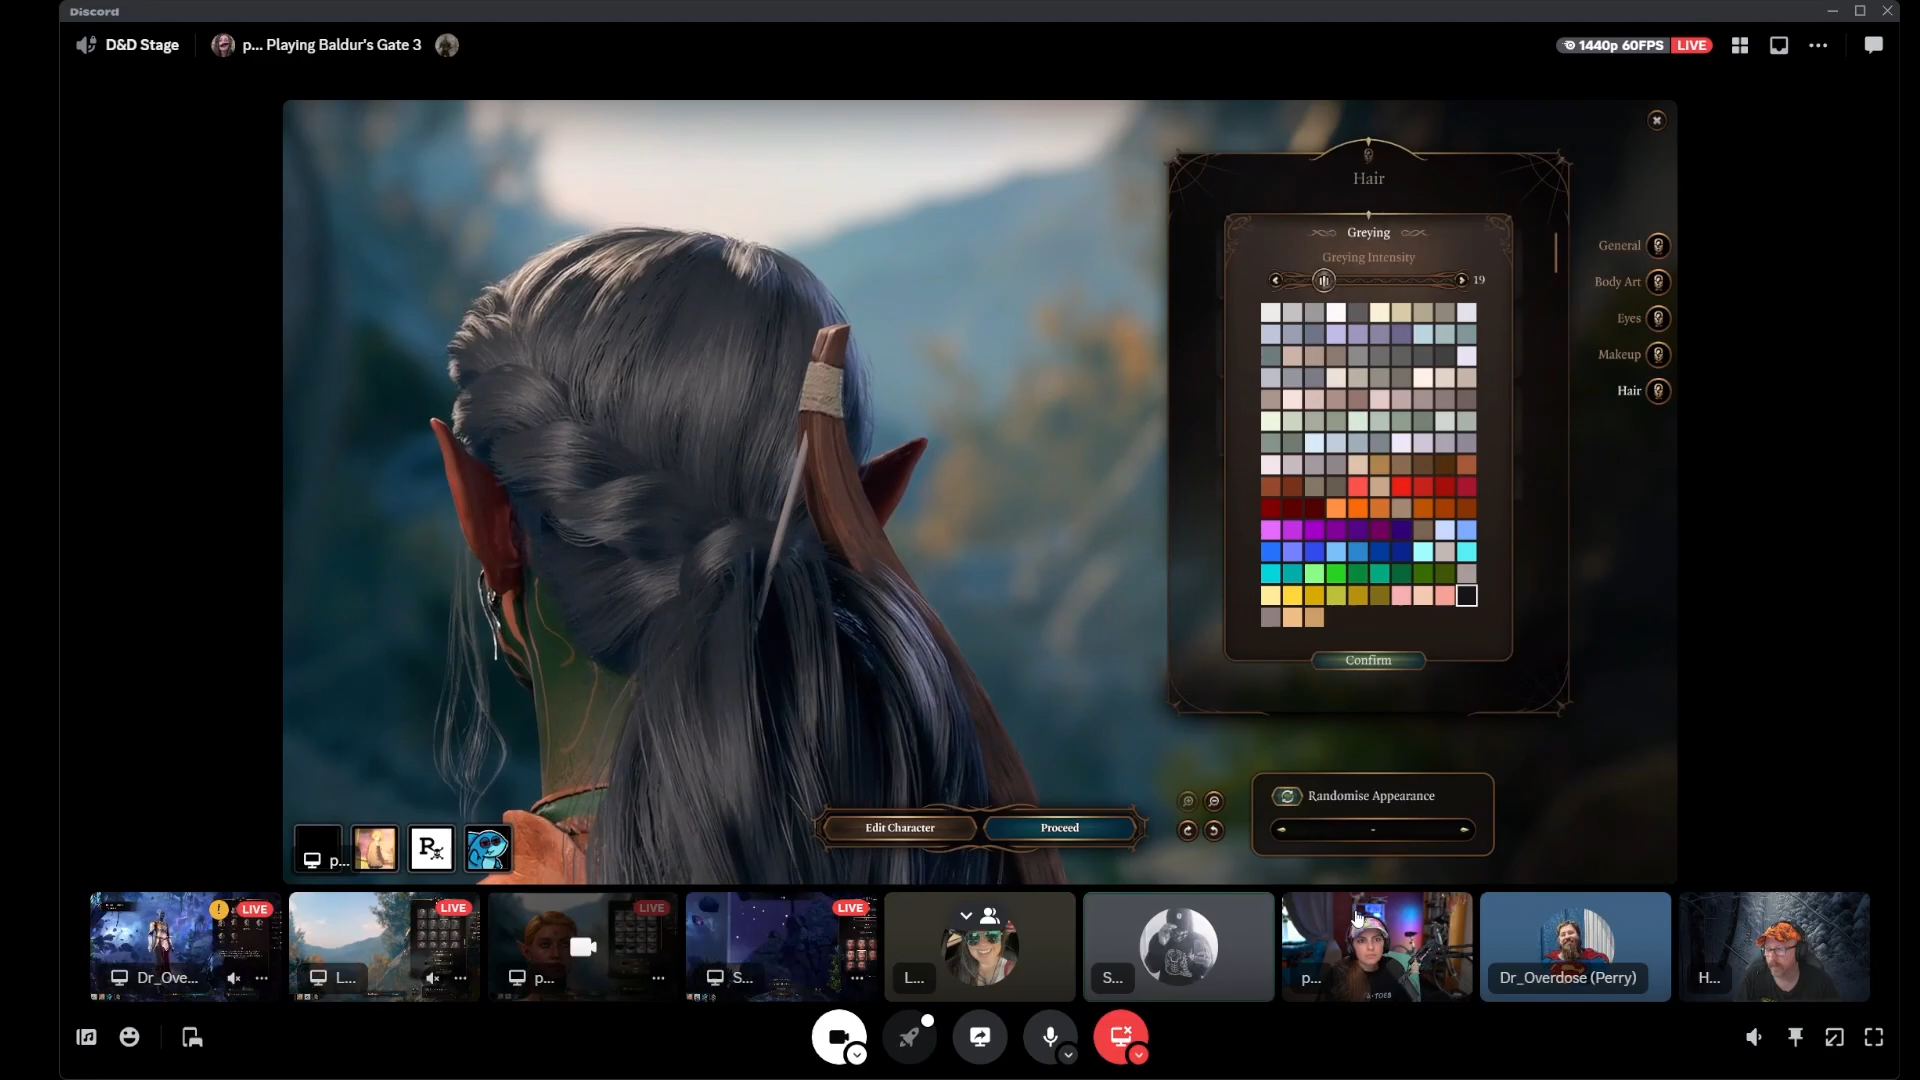 Discord
D&D Stage
p... Playing Baldur's Gate 3
1440p 60FPS LIVE
Hair
Greying
Greying Intensity
19
General
Body Art
Eyes
Makeup
Hair
Confirm
Randomise Appearance
-
Edit Character
Proceed
p...
Rx
LIVE
LIVE
LIVE
LIVE
Dr_Ove...
L...
p...
S...
L...
S...
p...
Dr_Overdose (Perry)
H...